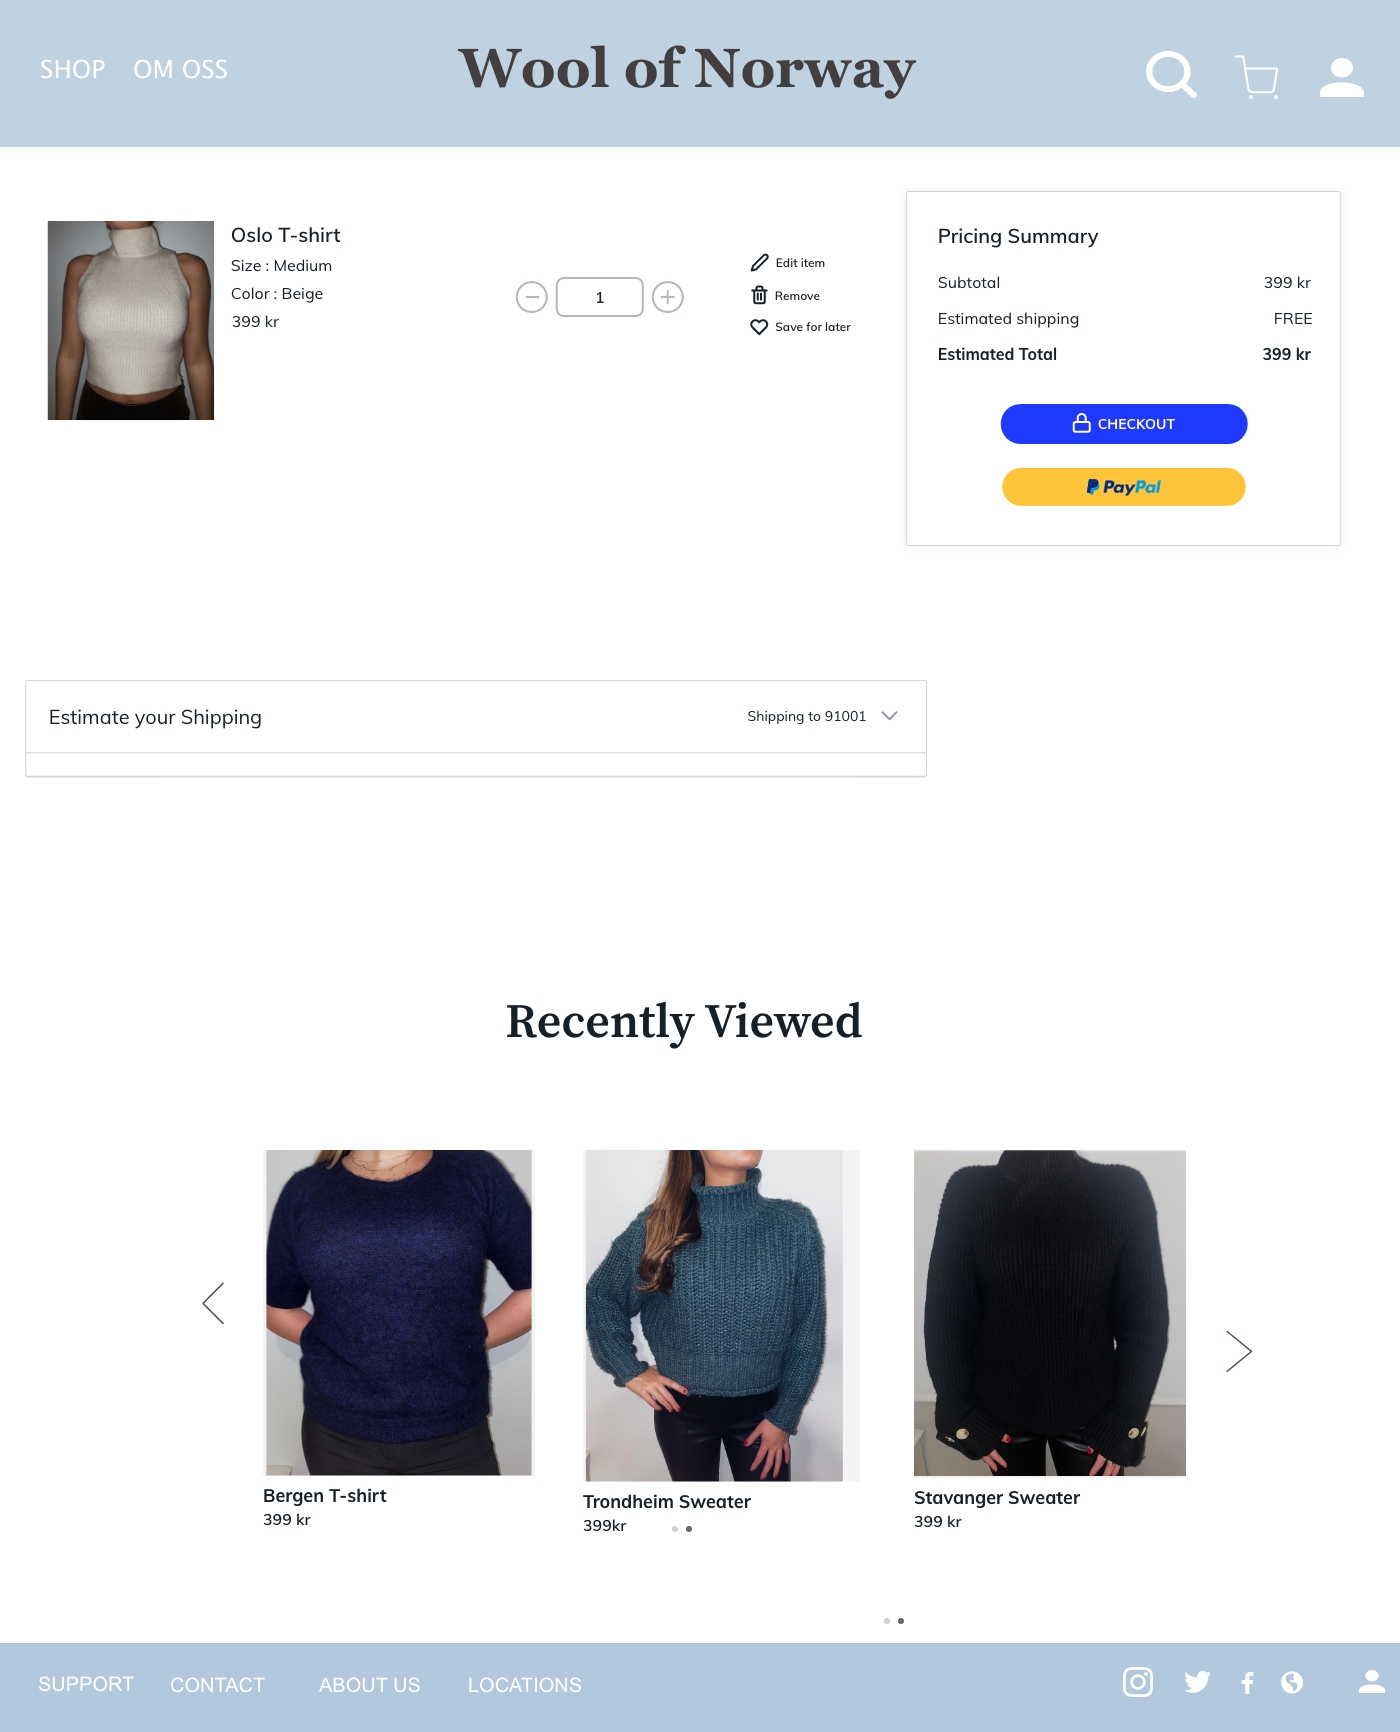 SHOP OM OSS
Wool of Norway
Oslo T-shirt
Size : Medium
Color : Beige
399 kr
1
Edit item
Remove
Save for later
Pricing Summary
Subtotal 399 kr
Estimated shipping FREE
Estimated Total 399 kr
CHECKOUT
PayPal
Estimate your Shipping
Shipping to 91001
Recently Viewed
Bergen T-shirt
399 kr
Trondheim Sweater
399kr
Stavanger Sweater
399 kr
SUPPORT CONTACT ABOUT US LOCATIONS